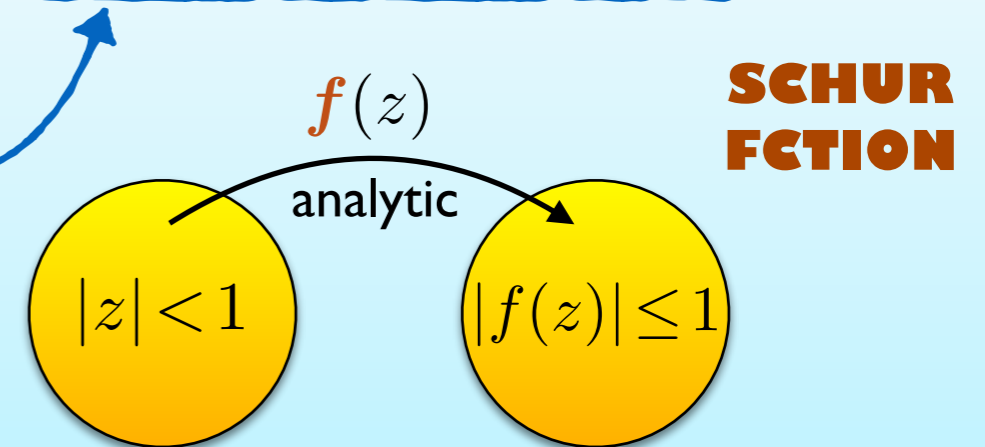 f(z)
SCHUR
FCTION
analytic
|z| < 1
|f(z)| ≤ 1